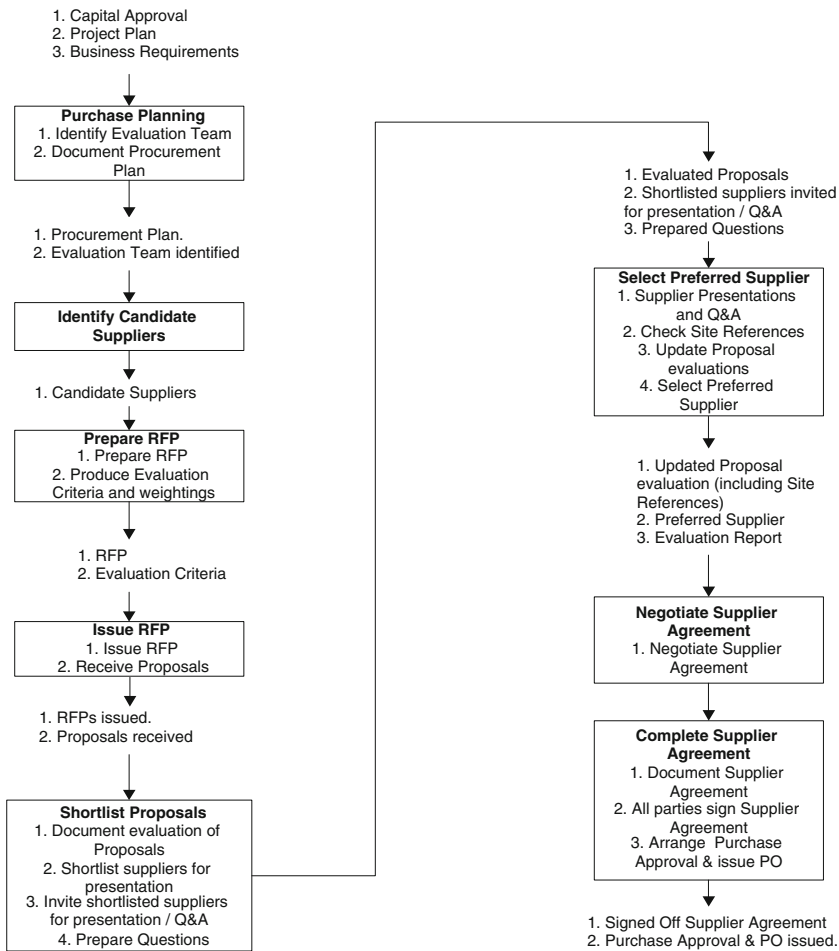 1. Capital Approval
2. Project Plan
3. Business Requirements
Purchase Planning
1. Identify Evaluation Team
2. Document Procurement
Plan
1. Procurement Plan.
2. Evaluation Team identified
Identify Candidate
Suppliers
1. Candidate Suppliers
Prepare RFP
1. Prepare RFP
2. Produce Evaluation
Criteria and weightings
1. RFP
2. Evaluation Criteria
Issue RFP
1. Issue RFP
2. Receive Proposals
1. RFPs issued.
2. Proposals received
Shortlist Proposals
1. Document evaluation of
Proposals
2. Shortlist suppliers for
presentation
3. Invite shortlisted suppliers
for presentation / Q&A
4. Prepare Questions
1. Evaluated Proposals
2. Shortlisted suppliers invited
for presentation / Q&A
3. Prepared Questions
Select Preferred Supplier
1. Supplier Presentations
and Q&A
2. Check Site References
3. Update Proposal
evaluations
4. Select Preferred
Supplier
1. Updated Proposal
evaluation (including Site
References)
2. Preferred Supplier
3. Evaluation Report
Negotiate Supplier
Agreement
1. Negotiate Supplier
Agreement
Complete Supplier
Agreement
1. Document Supplier
Agreement
2. All parties sign Supplier
Agreement
3. Arrange Purchase
Approval & issue PO
1. Signed Off Supplier Agreement
2. Purchase Approval & PO issued.